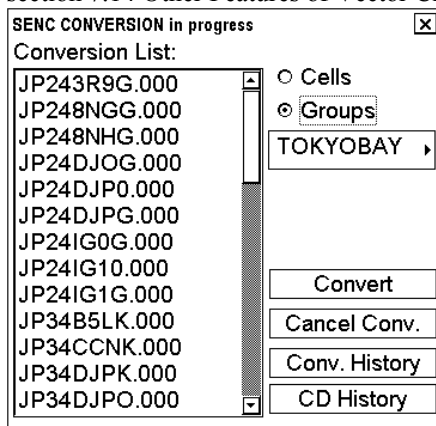 SENC CONVERSION in progress
Conversion List:
JP243R9G.000
JP248NGG.000
JP248NHG.000
JP24DJOG.000
JP24DJP0.000
JP24DJPG.000
JP24IG0G.000
JP24IG10.000
JP24IG1G.000
JP34B5LK.000
JP34CCNK.000
JP34DJPK.000
JP34DJPO.000
Cells
Groups
TOKYOBAY
Convert
Cancel Conv.
Conv. History
CD History